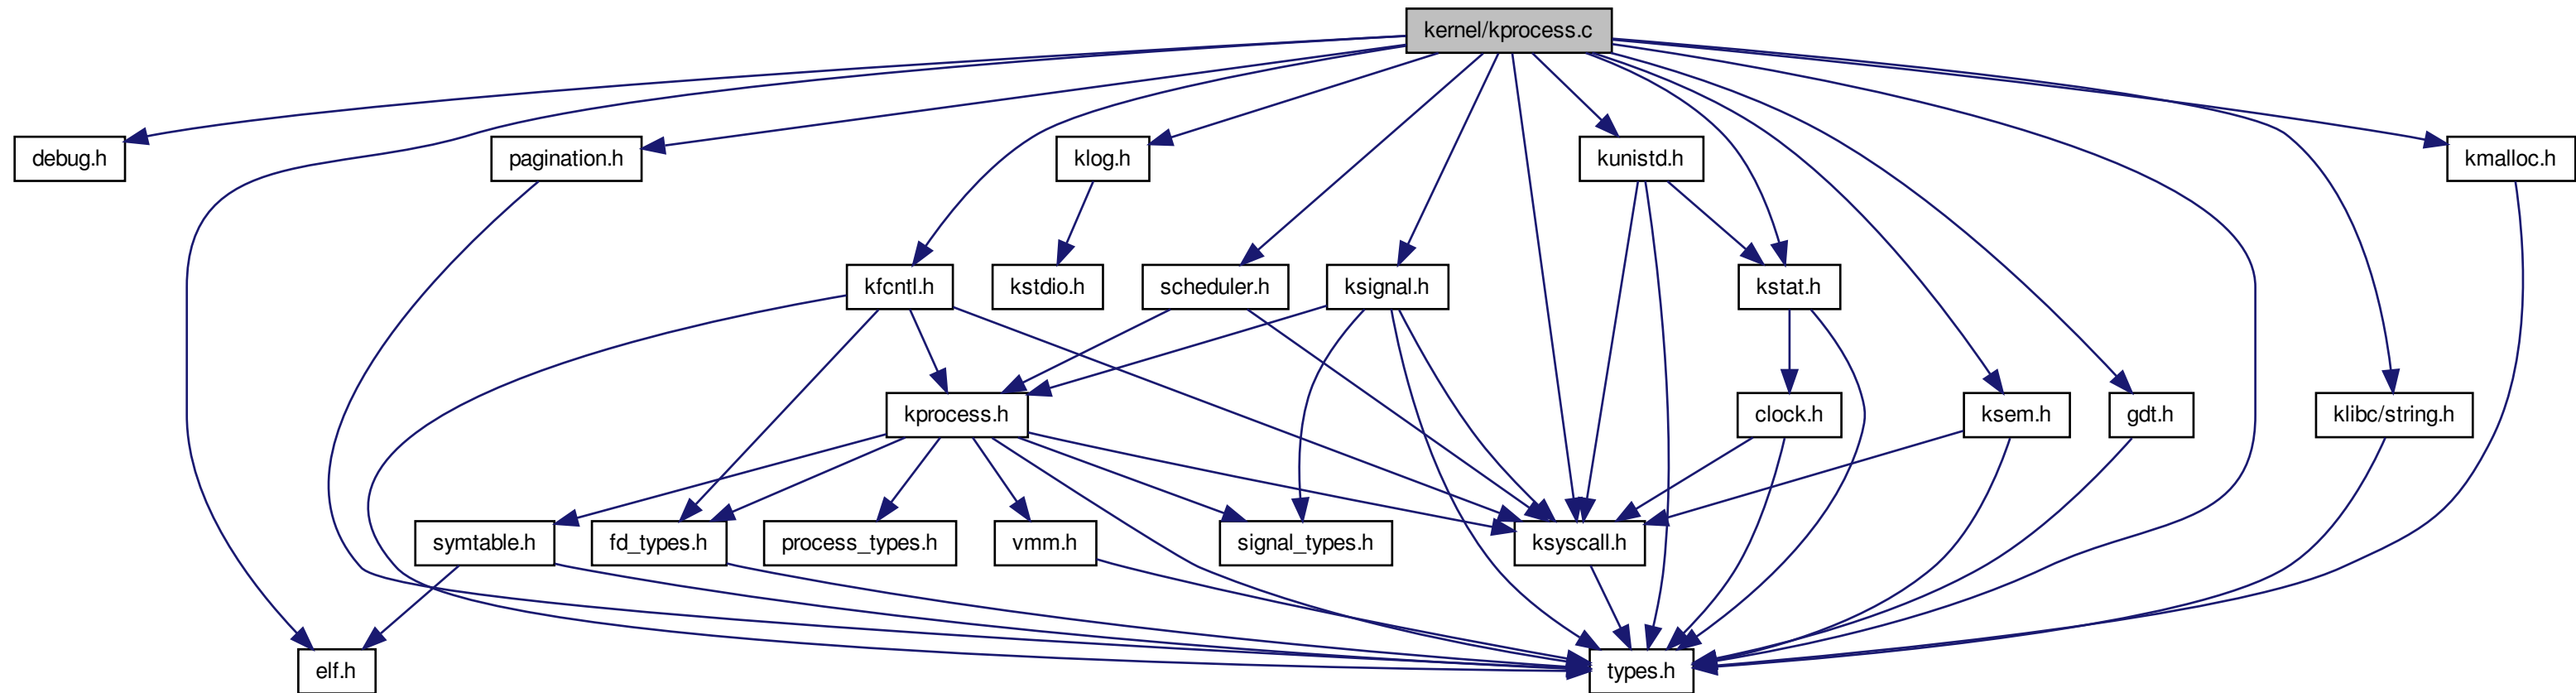 kernel/kprocess.c
debug.h
pagination.h
klog.h
kunistd.h
kmalloc.h
kfcntl.h
kstdio.h
scheduler.h
ksignal.h
kstat.h
kprocess.h
clock.h
ksem.h
gdt.h
klibc/string.h
symtable.h
fd_types.h
process_types.h
vmm.h
signal_types.h
ksyscall.h
elf.h
types.h